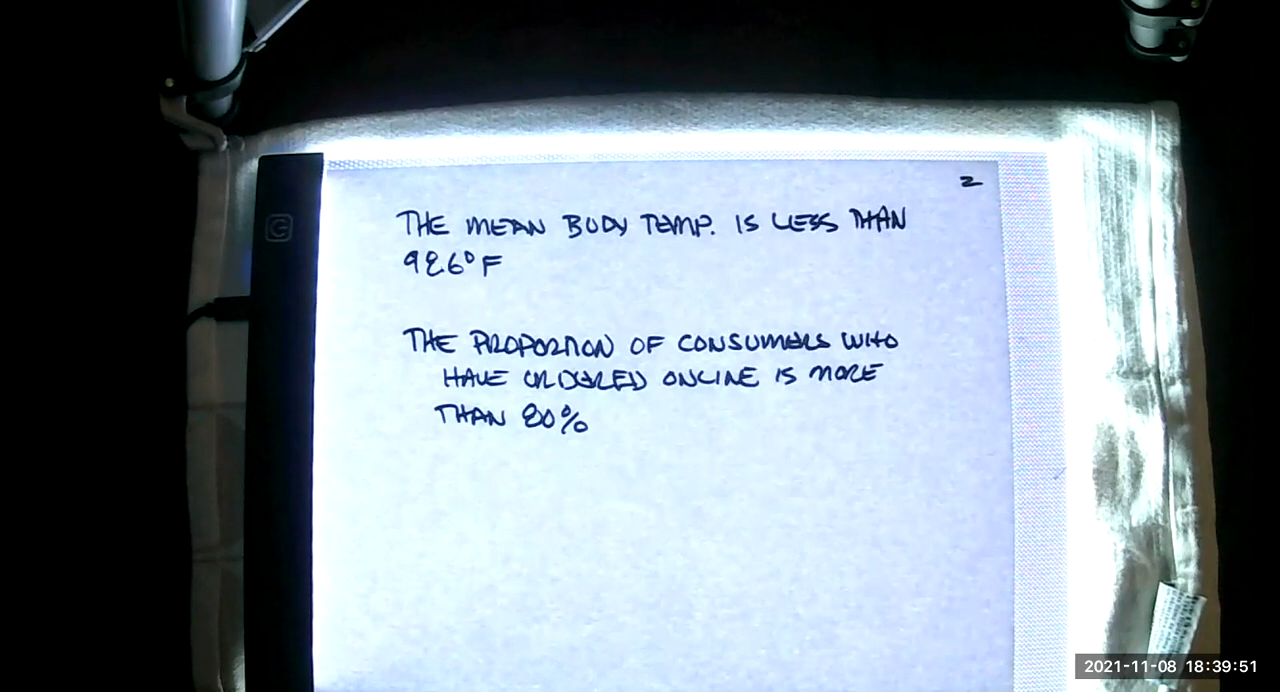 2
THE MEAN BODY TEMP. IS LESS THAN
98.6° F
THE PROPORTION OF CONSUMERS WHO
HAVE ORDERED ONLINE IS MORE
THAN 80%
2021-11-08 18:39:51